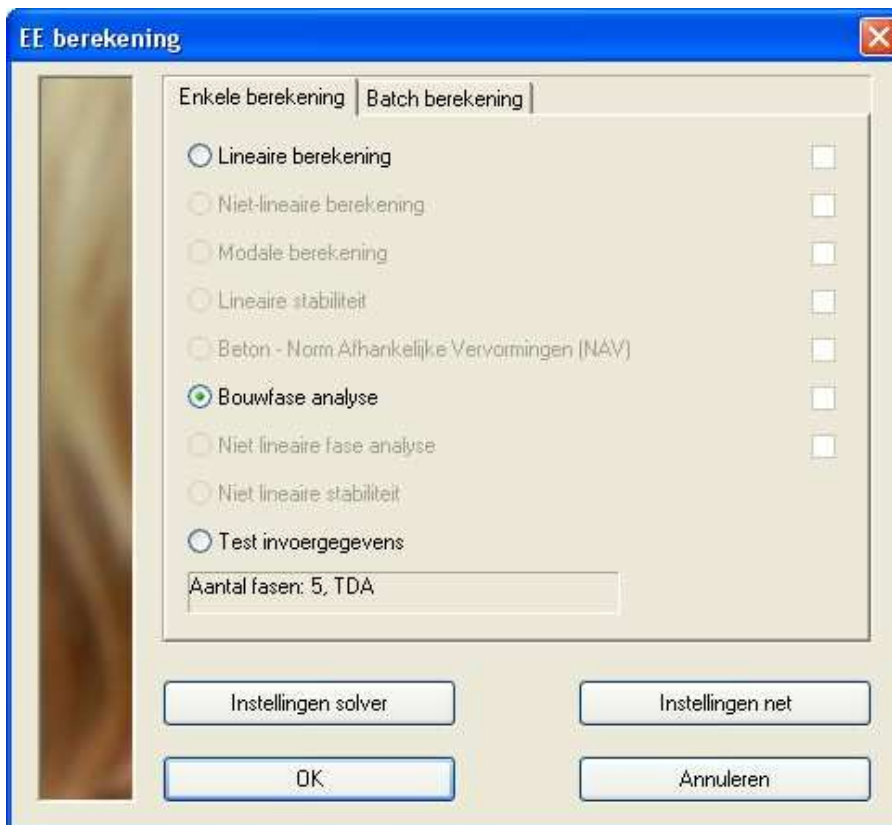 EE berekening
Enkele berekening
Batch berekening
Lineaire berekening
Niet-lineaire berekening
Modale berekening
Lineaire stabiliteit
Beton - Norm Afhankelijke Vervormingen (NAV)
Bouwfase analyse
Niet lineaire fase analyse
Niet lineaire stabiliteit
Test invoergegevens
Aantal fasen: 5, TDA
Instellingen solver
Instellingen net
OK
Annuleren